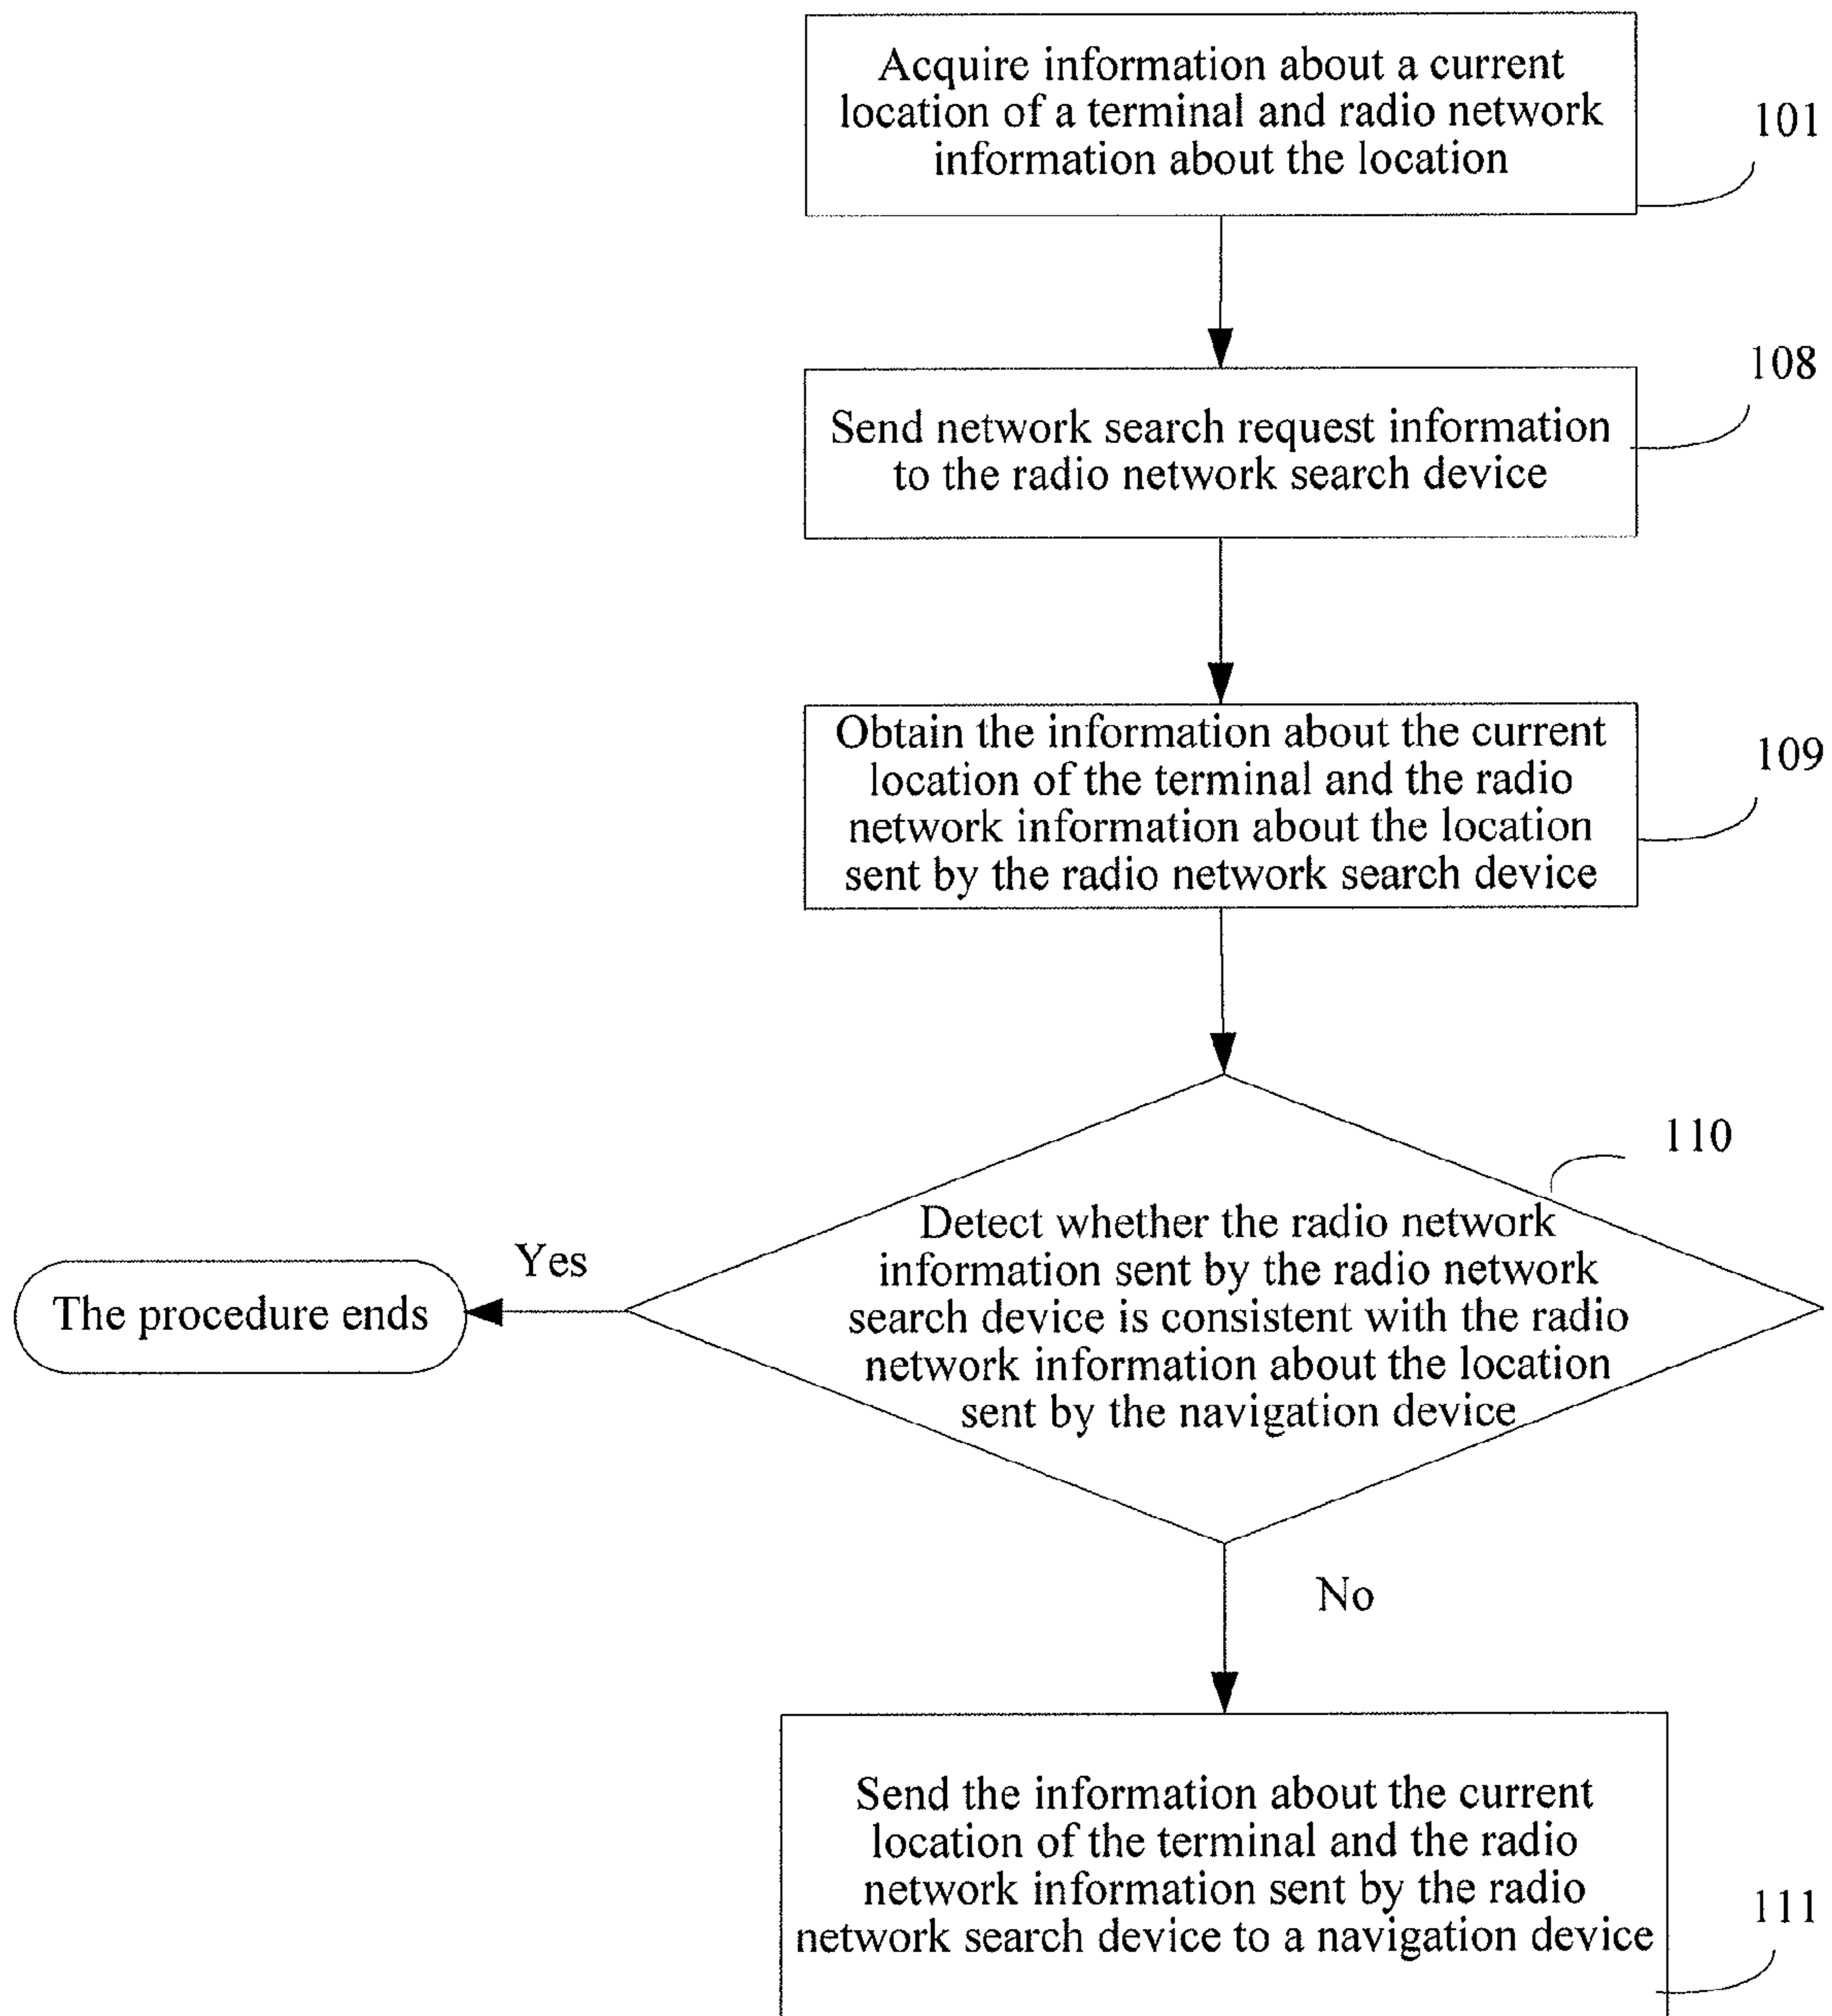 Acquire information about a current
location of a terminal and radio network
information about the location
101
108
Send network search request information
to the radio network search device
Obtain the information about the current
location of the terminal and the radio
network information about the location
sent by the radio network search device
109
110
Detect whether the radio network
information sent by the radio network
search device is consistent with the radio
network information about the location
sent by the navigation device
Yes
The procedure ends
No
Send the information about the current
location of the terminal and the radio
network information sent by the radio
network search device to a navigation device
111